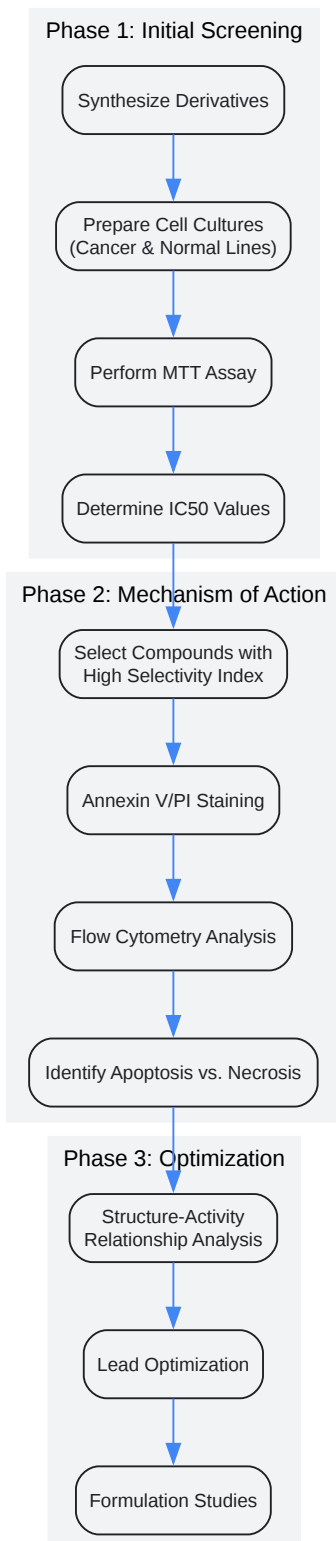 Phase 1: Initial Screening
Synthesize Derivatives
Prepare Cell Cultures
(Cancer & Normal Lines)
Perform MTT Assay
Determine IC50 Values
Phase 2: Mechanism of Action
Select Compounds with
High Selectivity Index
Annexin V/PI Staining
Flow Cytometry Analysis
Identify Apoptosis vs. Necrosis
Phase 3: Optimization
Structure-Activity
Relationship Analysis
Lead Optimization
Formulation Studies